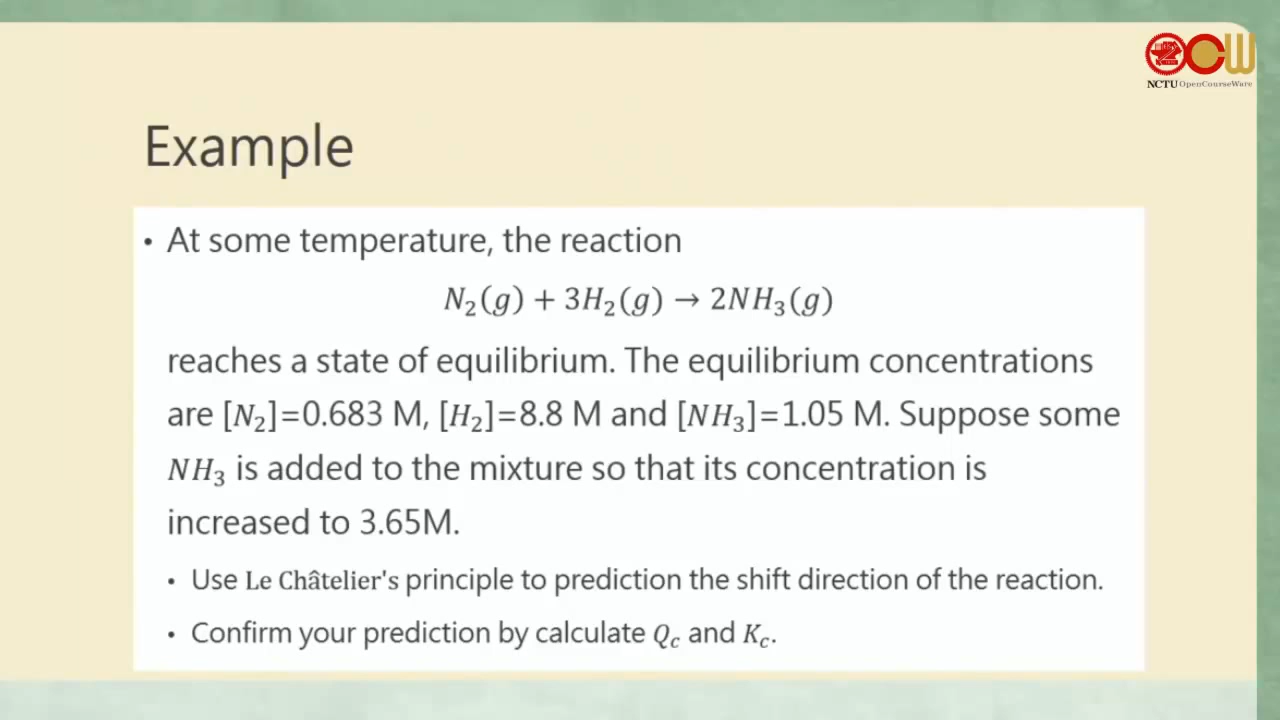 NCTU OpenCourseWare
Example
• At some temperature, the reaction
N₂(g) + 3H₂(g) → 2NH₃(g)
reaches a state of equilibrium. The equilibrium concentrations
are [N₂]=0.683 M, [H₂]=8.8 M and [NH₃]=1.05 M. Suppose some
NH₃ is added to the mixture so that its concentration is
increased to 3.65M.
• Use Le Châtelier's principle to prediction the shift direction of the reaction.
• Confirm your prediction by calculate Q꜀ and K꜀.